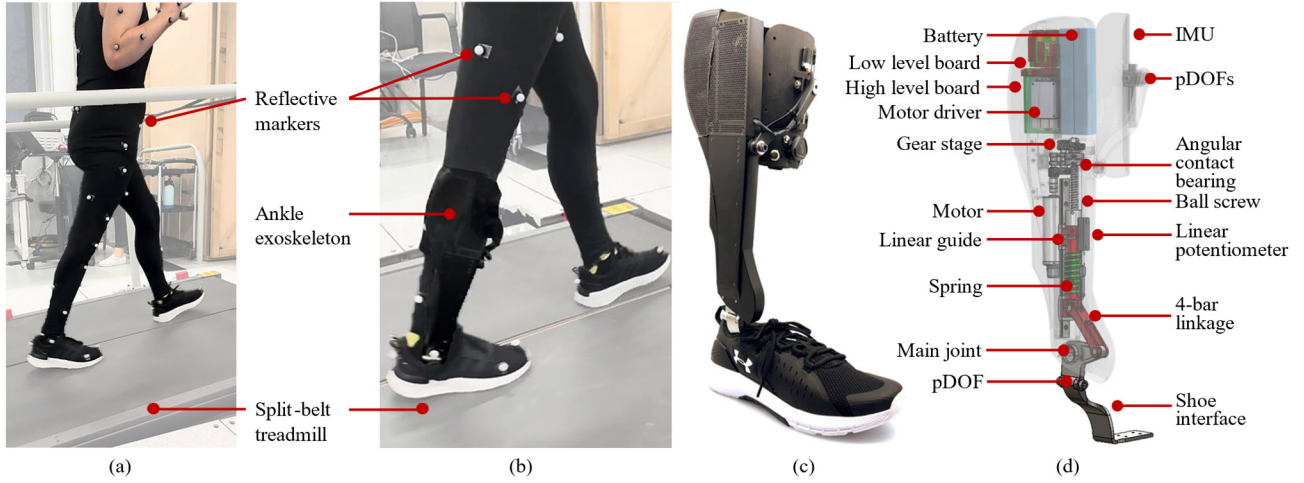 Reflective
markers
Ankle
exoskeleton
Split-belt
treadmill
Battery
Low level board
High level board
Motor driver
Gear stage
Motor
Linear guide
Spring
Main joint
pDOF
IMU
pDOFs
Angular
contact
bearing
Ball screw
Linear
potentiometer
4-bar
linkage
Shoe
interface
(a)
(b)
(c)
(d)